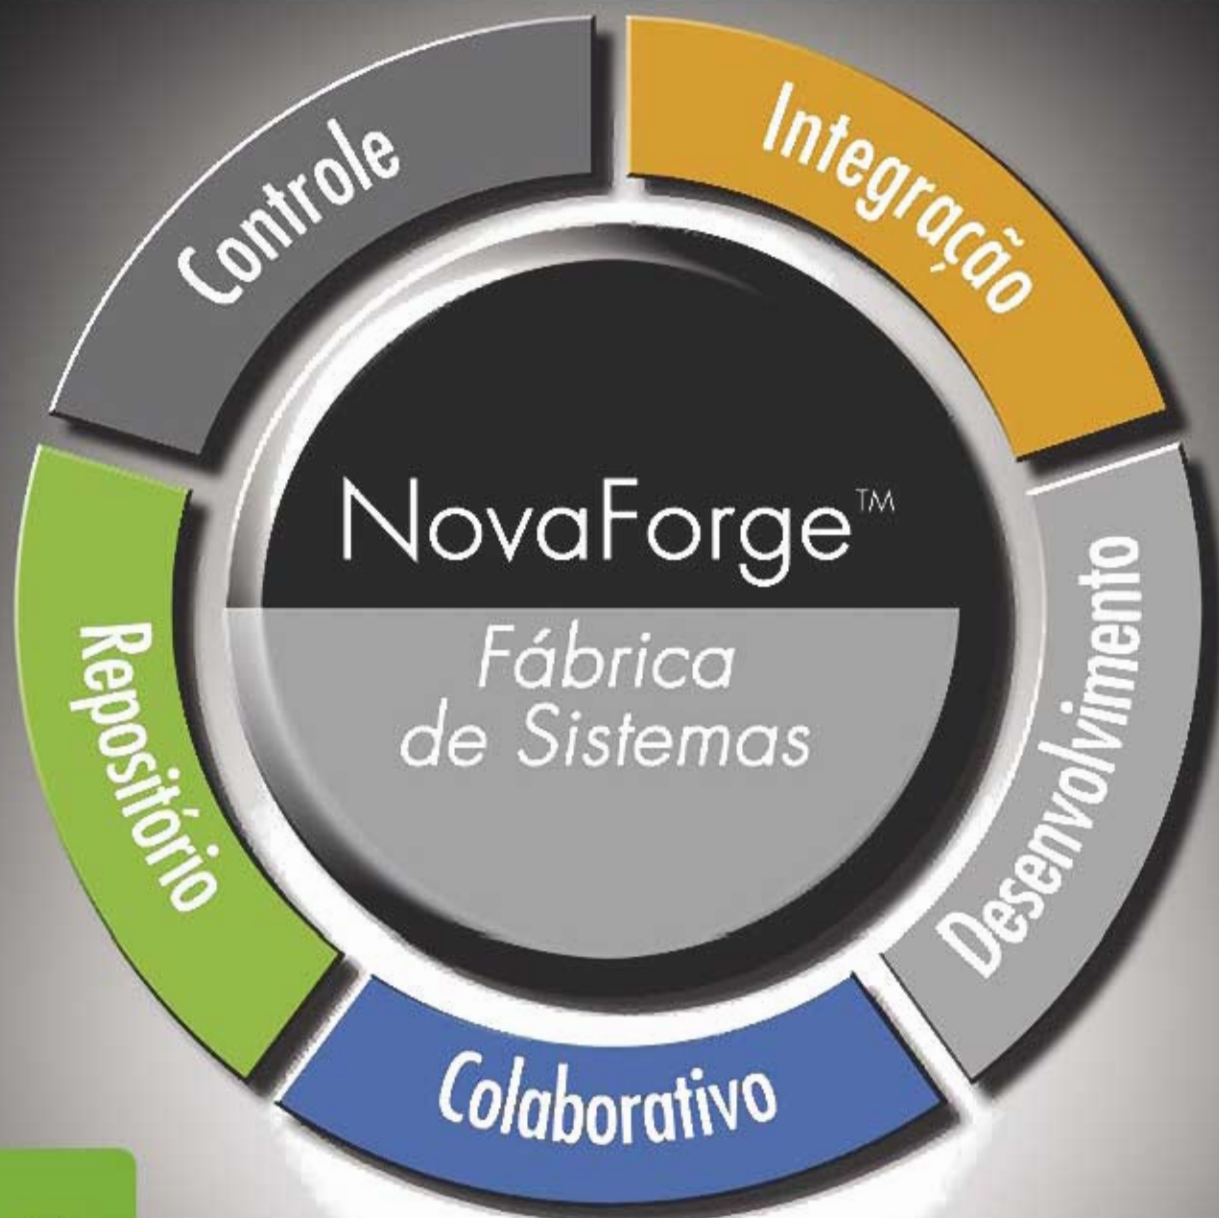 Controle
Integração
NovaForge™
Fábrica
de Sistemas
Repositório
Desenvolvimento
Colaborativo